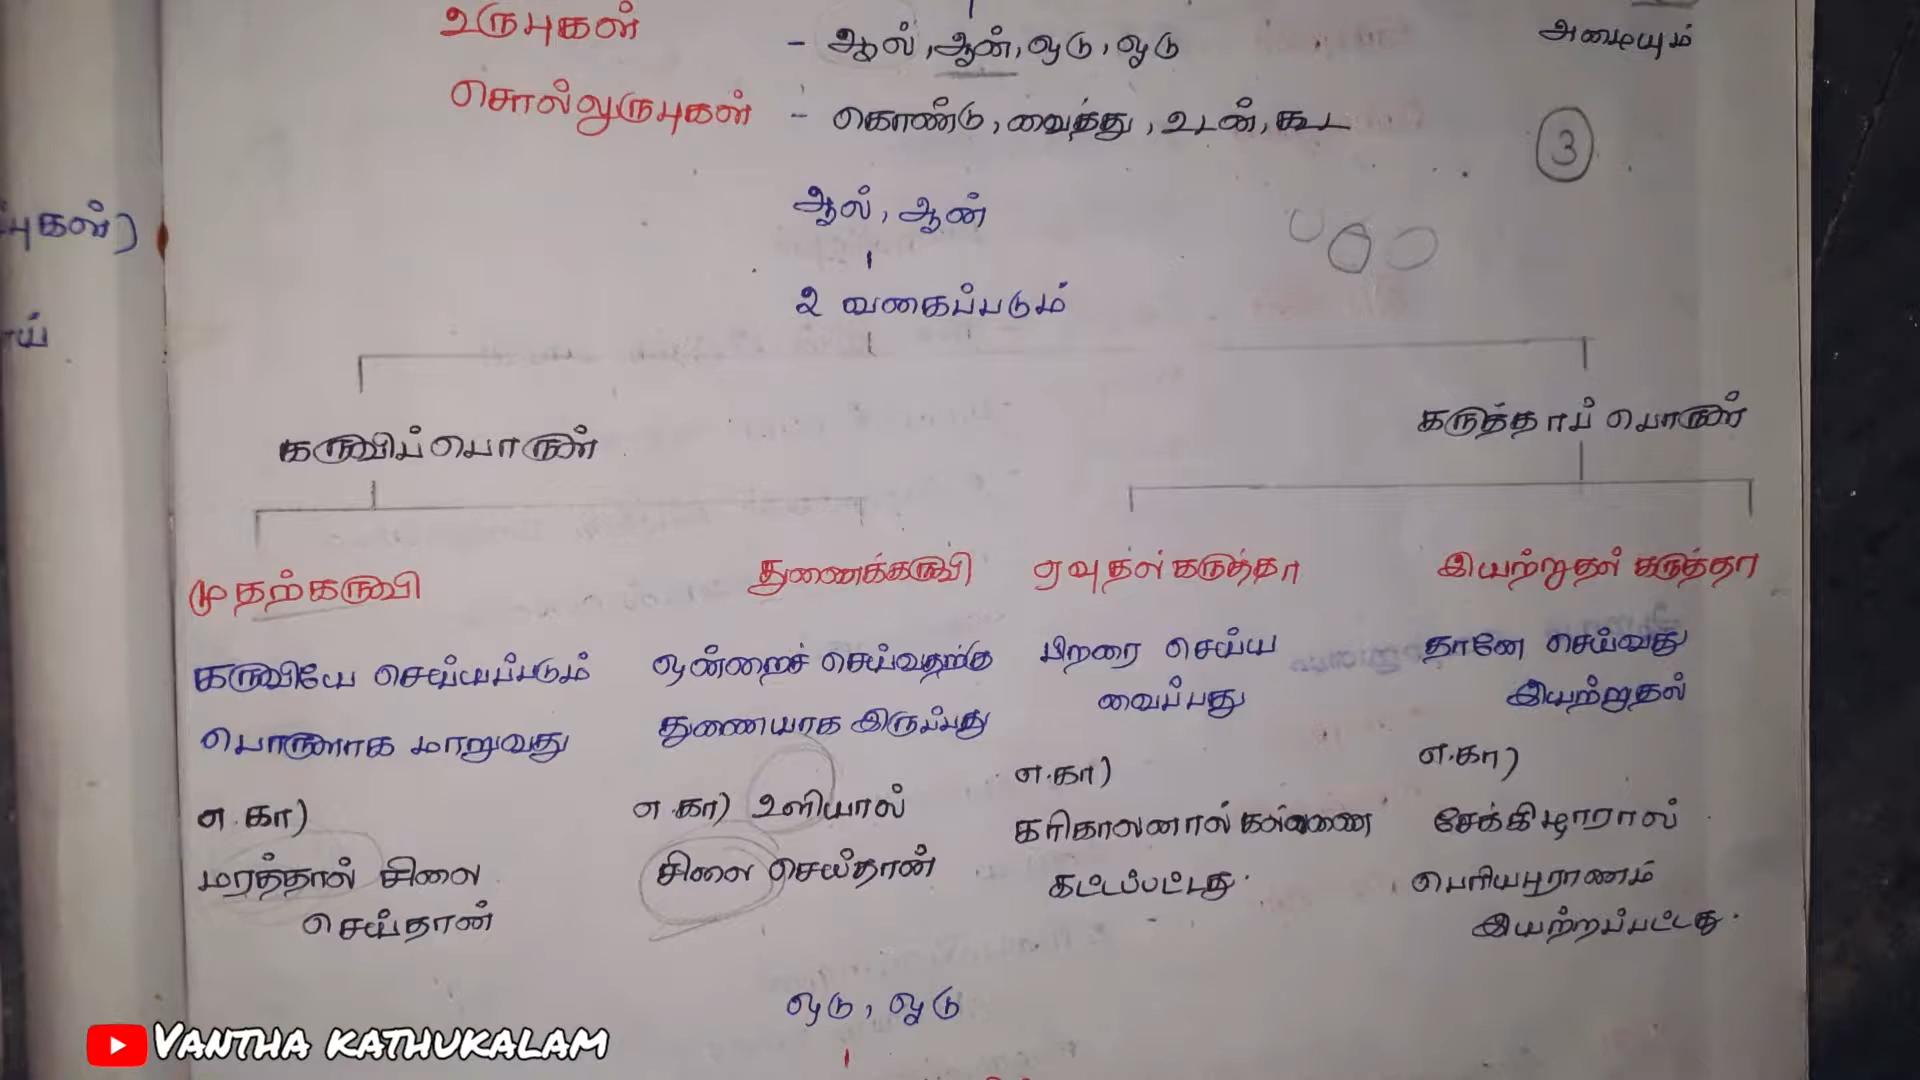 உருபுகள் - ஆல், ஆன், ஒடு, ஓடு அமையும்
சொல்லுருபுகள் - கொண்டு, வைத்து, உடன், கூட
3
புகள்)
ஆல், ஆன்
2 வகைப்படும்
கருவிப் பொருள் கருத்தாப் பொருள்
முதற்கருவி துணைக்கருவி ஏவுதல் கருத்தா இயற்றுதல் கருத்தா
கருவியே செய்யப்படும் ஒன்றைச் செய்வதற்கு பிறரை செய்ய தானே செய்வது
பொருளாக மாறுவது துணையாக இருப்பது வைப்பது இயற்றுதல்
எ.கா) எ.கா) உளியால் எ.கா) எ.கா)
மரத்தால் சிலை சிலை செய்தான் கரிகாலனால் கல்லணை சேக்கிழாரால்
செய்தான் கட்டப்பட்டது. பெரியபுராணம்
இயற்றப்பட்டது.
ஒடு, ஓடு
VANTHA KATHUKALAM